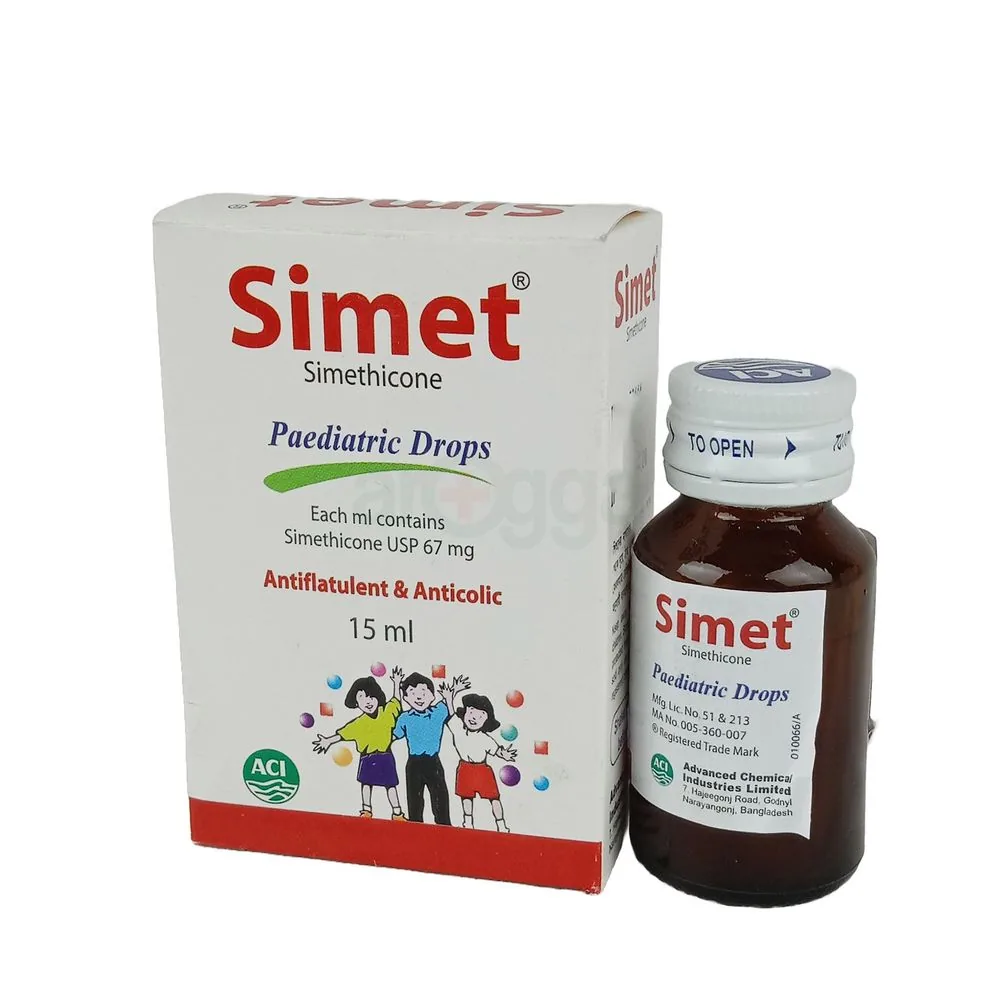 Simet®
Simet®
Simethicone
Paediatric Drops
Each ml contains
Simethicone USP 67 mg
Antiflatulent & Anticolic
15 ml
ACI
Simet®
Simethicone
arogga
ACI
TO OPEN
Simet®
Simethicone
Paediatric Drops
Mfg. Lic. No. 51 & 213
MA No. 005-360-007
® Registered Trade Mark
010066/A
ACI
Advanced Chemical
Industries Limited
7, Hajeegonj Road, Godnyl
Narayangonj, Bangladesh